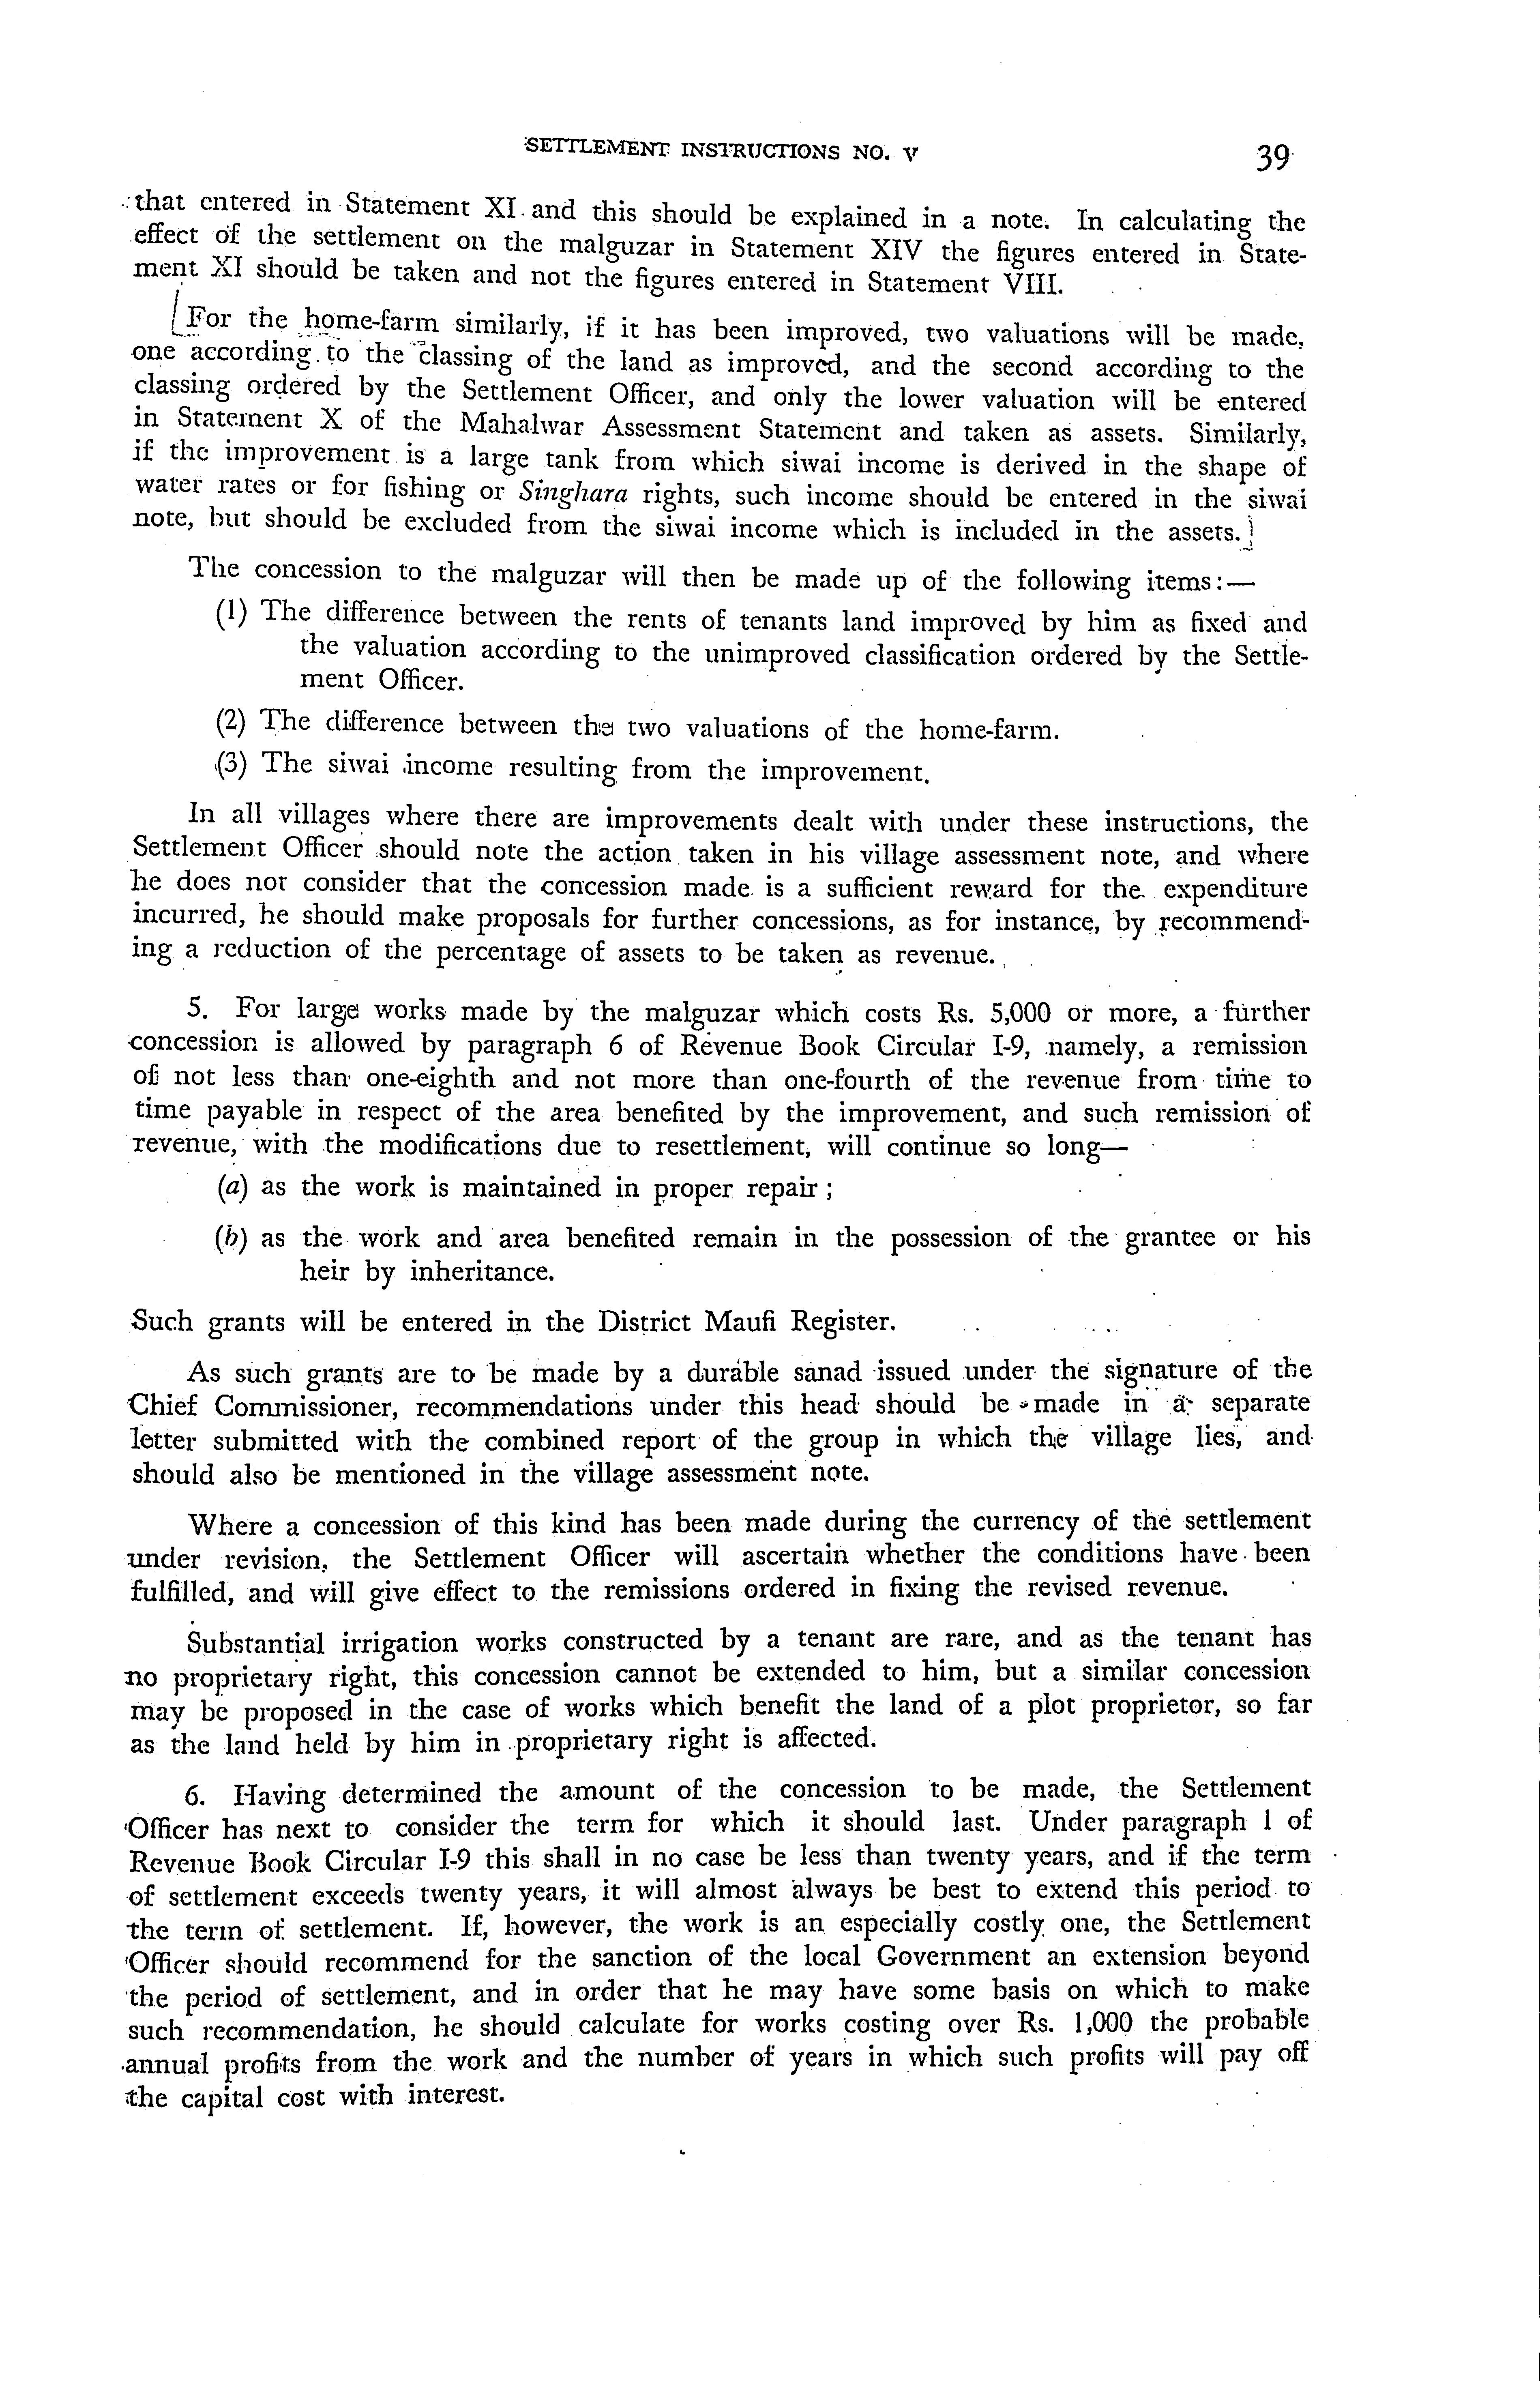 SETTLEMENT INSTRUCTIONS NO. V 39
that entered in Statement XI and this should be explained in a note. In calculating the
effect of the settlement on the malguzar in Statement XIV the figures entered in State-
ment XI should be taken and not the figures entered in Statement VIII.
[For the home-farm similarly, if it has been improved, two valuations will be made,
one according to the classing of the land as improved, and the second according to the
classing ordered by the Settlement Officer, and only the lower valuation will be entered
in Statement X of the Mahalwar Assessment Statement and taken as assets. Similarly,
if the improvement is a large tank from which siwai income is derived in the shape of
water rates or for fishing or Singhara rights, such income should be entered in the siwai
note, but should be excluded from the siwai income which is included in the assets.]
The concession to the malguzar will then be made up of the following items:—
(1) The difference between the rents of tenants land improved by him as fixed and
the valuation according to the unimproved classification ordered by the Settle-
ment Officer.
(2) The difference between the two valuations of the home-farm.
(3) The siwai income resulting from the improvement.
In all villages where there are improvements dealt with under these instructions, the
Settlement Officer should note the action taken in his village assessment note, and where
he does not consider that the concession made is a sufficient reward for the expenditure
incurred, he should make proposals for further concessions, as for instance, by recommend-
ing a reduction of the percentage of assets to be taken as revenue.
5. For large works made by the malguzar which costs Rs. 5,000 or more, a further
concession is allowed by paragraph 6 of Revenue Book Circular I-9, namely, a remission
of not less than one-eighth and not more than one-fourth of the revenue from time to
time payable in respect of the area benefited by the improvement, and such remission of
revenue, with the modifications due to resettlement, will continue so long—
(a) as the work is maintained in proper repair ;
(b) as the work and area benefited remain in the possession of the grantee or his
heir by inheritance.
Such grants will be entered in the District Maufi Register.
As such grants are to be made by a durable sanad issued under the signature of the
Chief Commissioner, recommendations under this head should be made in a separate
letter submitted with the combined report of the group in which the village lies, and
should also be mentioned in the village assessment note.
Where a concession of this kind has been made during the currency of the settlement
under revision, the Settlement Officer will ascertain whether the conditions have been
fulfilled, and will give effect to the remissions ordered in fixing the revised revenue.
Substantial irrigation works constructed by a tenant are rare, and as the tenant has
no proprietary right, this concession cannot be extended to him, but a similar concession
may be proposed in the case of works which benefit the land of a plot proprietor, so far
as the land held by him in proprietary right is affected.
6. Having determined the amount of the concession to be made, the Settlement
Officer has next to consider the term for which it should last. Under paragraph 1 of
Revenue Book Circular I-9 this shall in no case be less than twenty years, and if the term
of settlement exceeds twenty years, it will almost always be best to extend this period to
the term of settlement. If, however, the work is an especially costly one, the Settlement
Officer should recommend for the sanction of the local Government an extension beyond
the period of settlement, and in order that he may have some basis on which to make
such recommendation, he should calculate for works costing over Rs. 1,000 the probable
annual profits from the work and the number of years in which such profits will pay off
the capital cost with interest.